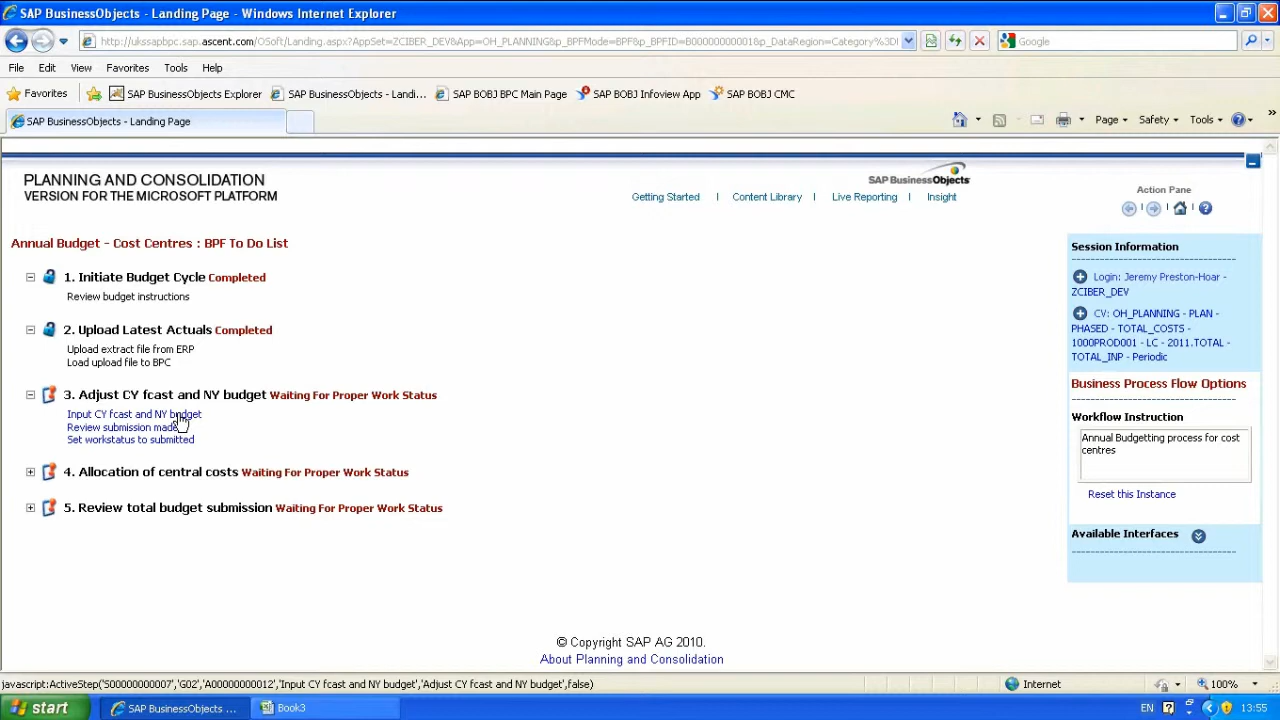 SAP BusinessObjects - Landing Page - Windows Internet Explorer
http://ukssapbpc.sap.ascent.com/OSoft/Landing.aspx?AppSet=ZCIBER_DEV&App=OH_PLANNING&p_BPFMode=BPF&p_BPFID=B000000000001&p_DataRegion=Category%3D
Google
File Edit View Favorites Tools Help
Favorites SAP BusinessObjects Explorer SAP BusinessObjects - Landi... SAP BOBJ BPC Main Page SAP BOBJ Infoview App SAP BOBJ CMC
SAP BusinessObjects - Landing Page
Page Safety Tools
PLANNING AND CONSOLIDATION
VERSION FOR THE MICROSOFT PLATFORM
SAP BusinessObjects
Getting Started | Content Library | Live Reporting | Insight
Action Pane
Annual Budget - Cost Centres : BPF To Do List
1. Initiate Budget Cycle Completed
Review budget instructions
2. Upload Latest Actuals Completed
Upload extract file from ERP
Load upload file to BPC
3. Adjust CY fcast and NY budget Waiting For Proper Work Status
Input CY fcast and NY budget
Review submission made
Set workstatus to submitted
4. Allocation of central costs Waiting For Proper Work Status
5. Review total budget submission Waiting For Proper Work Status
Session Information
Login: Jeremy Preston-Hoar -
ZCIBER_DEV
CV: OH_PLANNING - PLAN -
PHASED - TOTAL_COSTS -
1000PROD001 - LC - 2011.TOTAL -
TOTAL_INP - Periodic
Business Process Flow Options
Workflow Instruction
Annual Budgetting process for cost
centres
Reset this Instance
Available Interfaces
© Copyright SAP AG 2010.
About Planning and Consolidation
javascript:ActiveStep('S00000000007','G02','A00000000012','Input CY fcast and NY budget','Adjust CY fcast and NY budget',false)
Internet
100%
start
SAP BusinessObjects ...
Book3
EN
13:55